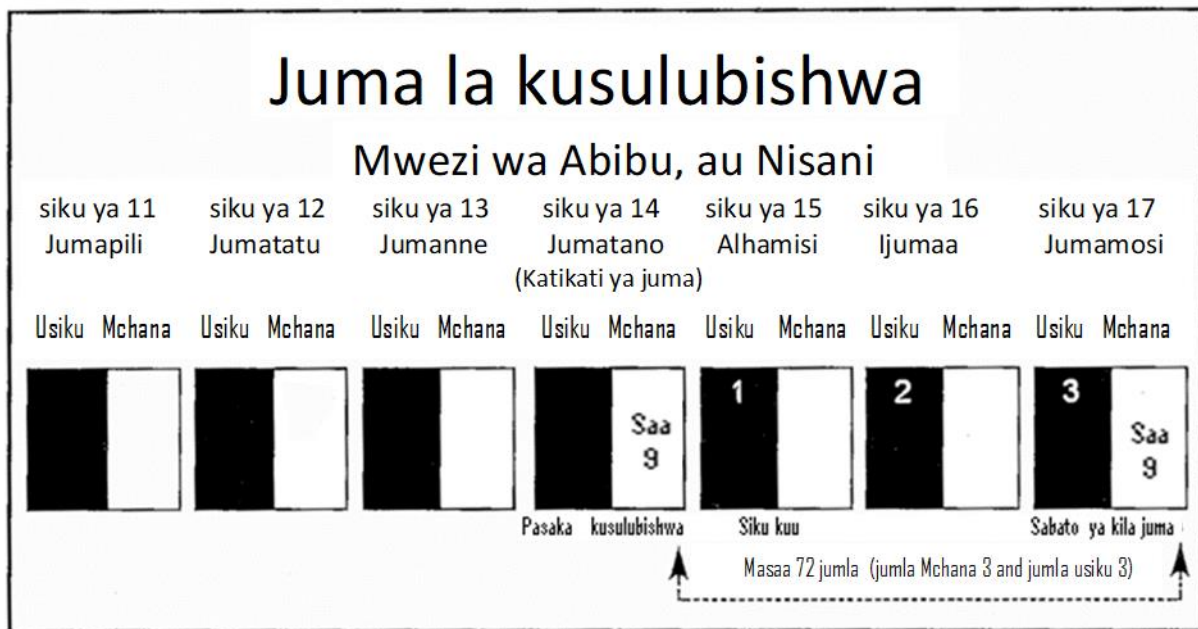 Juma la kusulubishwa
Mwezi wa Abibu, au Nisani
siku ya 11 siku ya 12 siku ya 13 siku ya 14 siku ya 15 siku ya 16 siku ya 17
Jumapili Jumatatu Jumanne Jumatano Alhamisi Ijumaa Jumamosi
(Katikati ya juma)
Usiku Mchana Usiku Mchana Usiku Mchana Usiku Mchana Usiku Mchana Usiku Mchana Usiku Mchana
1 2 3
Saa Saa
9 9
Pasaka kusulubishwa Siku kuu Sabato ya kila juma
Masaa 72 jumla (jumla Mchana 3 and jumla usiku 3)